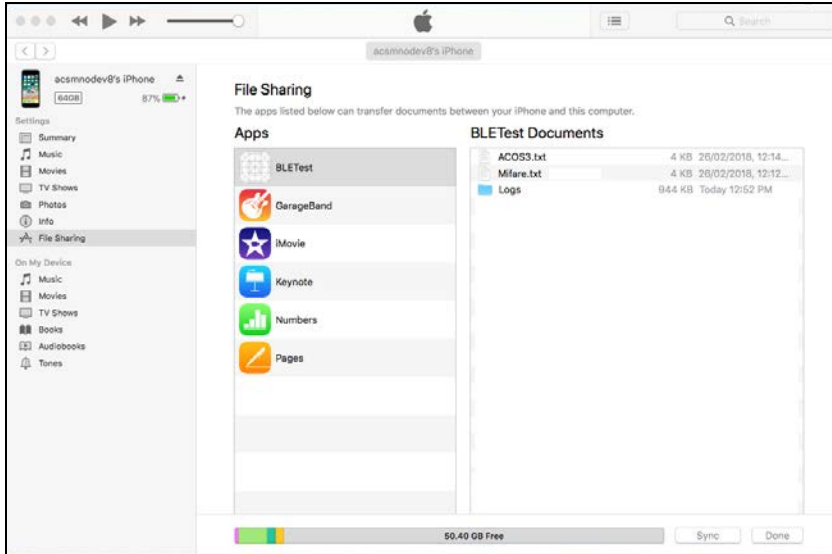 Search
acsmnodev8's iPhone
acsmnodev8's iPhone
64GB 87%
Settings
Summary
Music
Movies
TV Shows
Photos
Info
File Sharing
On My Device
Music
Movies
TV Shows
Books
Audiobooks
Tones
File Sharing
The apps listed below can transfer documents between your iPhone and this computer.
Apps
BLETest
GarageBand
iMovie
Keynote
Numbers
Pages
BLETest Documents
ACOS3.txt 4 KB 26/02/2018, 12:14...
Mifare.txt 4 KB 26/02/2018, 12:12...
Logs 944 KB Today 12:52 PM
50.40 GB Free
Sync Done